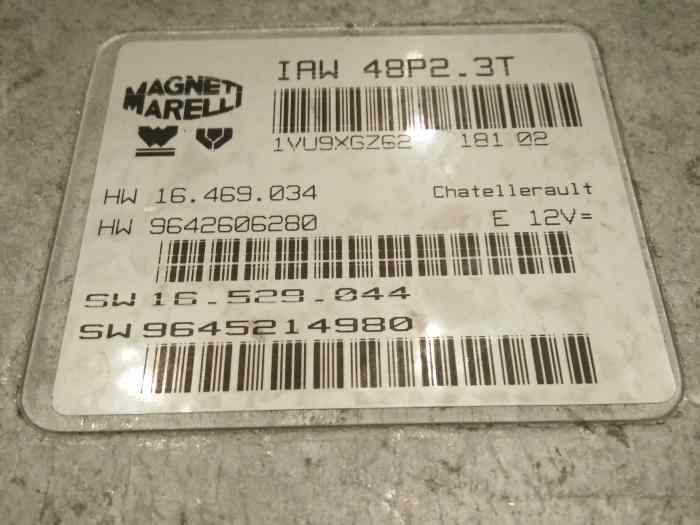 MAGNETI
MARELLI
IAW 48P2.3T
1VU9XGZ62 181 02
HW 16.469.034 Chatellerault
HW 9642606280 E 12V=
SW 16.529.044
SW 9645214980